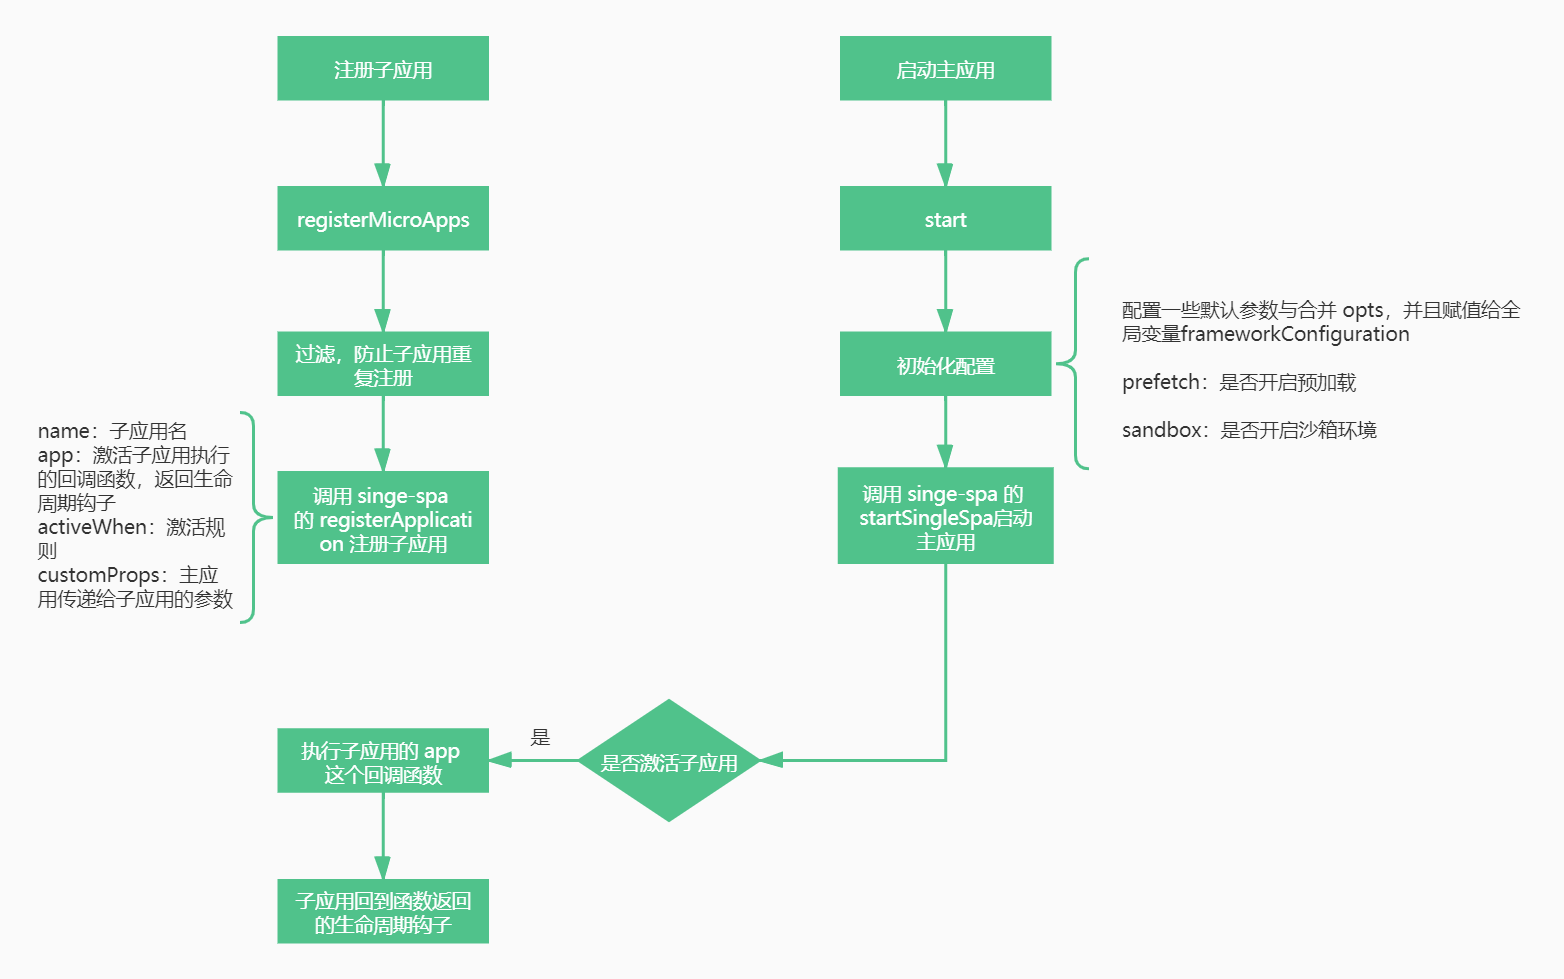 注册子应用
registerMicroApps
过滤，防止子应用重
复注册
name：子应用名
app：激活子应用执行
的回调函数，返回生命
周期钩子
activeWhen：激活规
则
customProps：主应
用传递给子应用的参数
调用 singe-spa
的 registerApplicati
on 注册子应用
启动主应用
start
初始化配置
配置一些默认参数与合并 opts，并且赋值给全
局变量frameworkConfiguration
prefetch：是否开启预加载
sandbox：是否开启沙箱环境
调用 singe-spa 的
startSingleSpa启动
主应用
是否激活子应用
是
执行子应用的 app
这个回调函数
子应用回到函数返回
的生命周期钩子